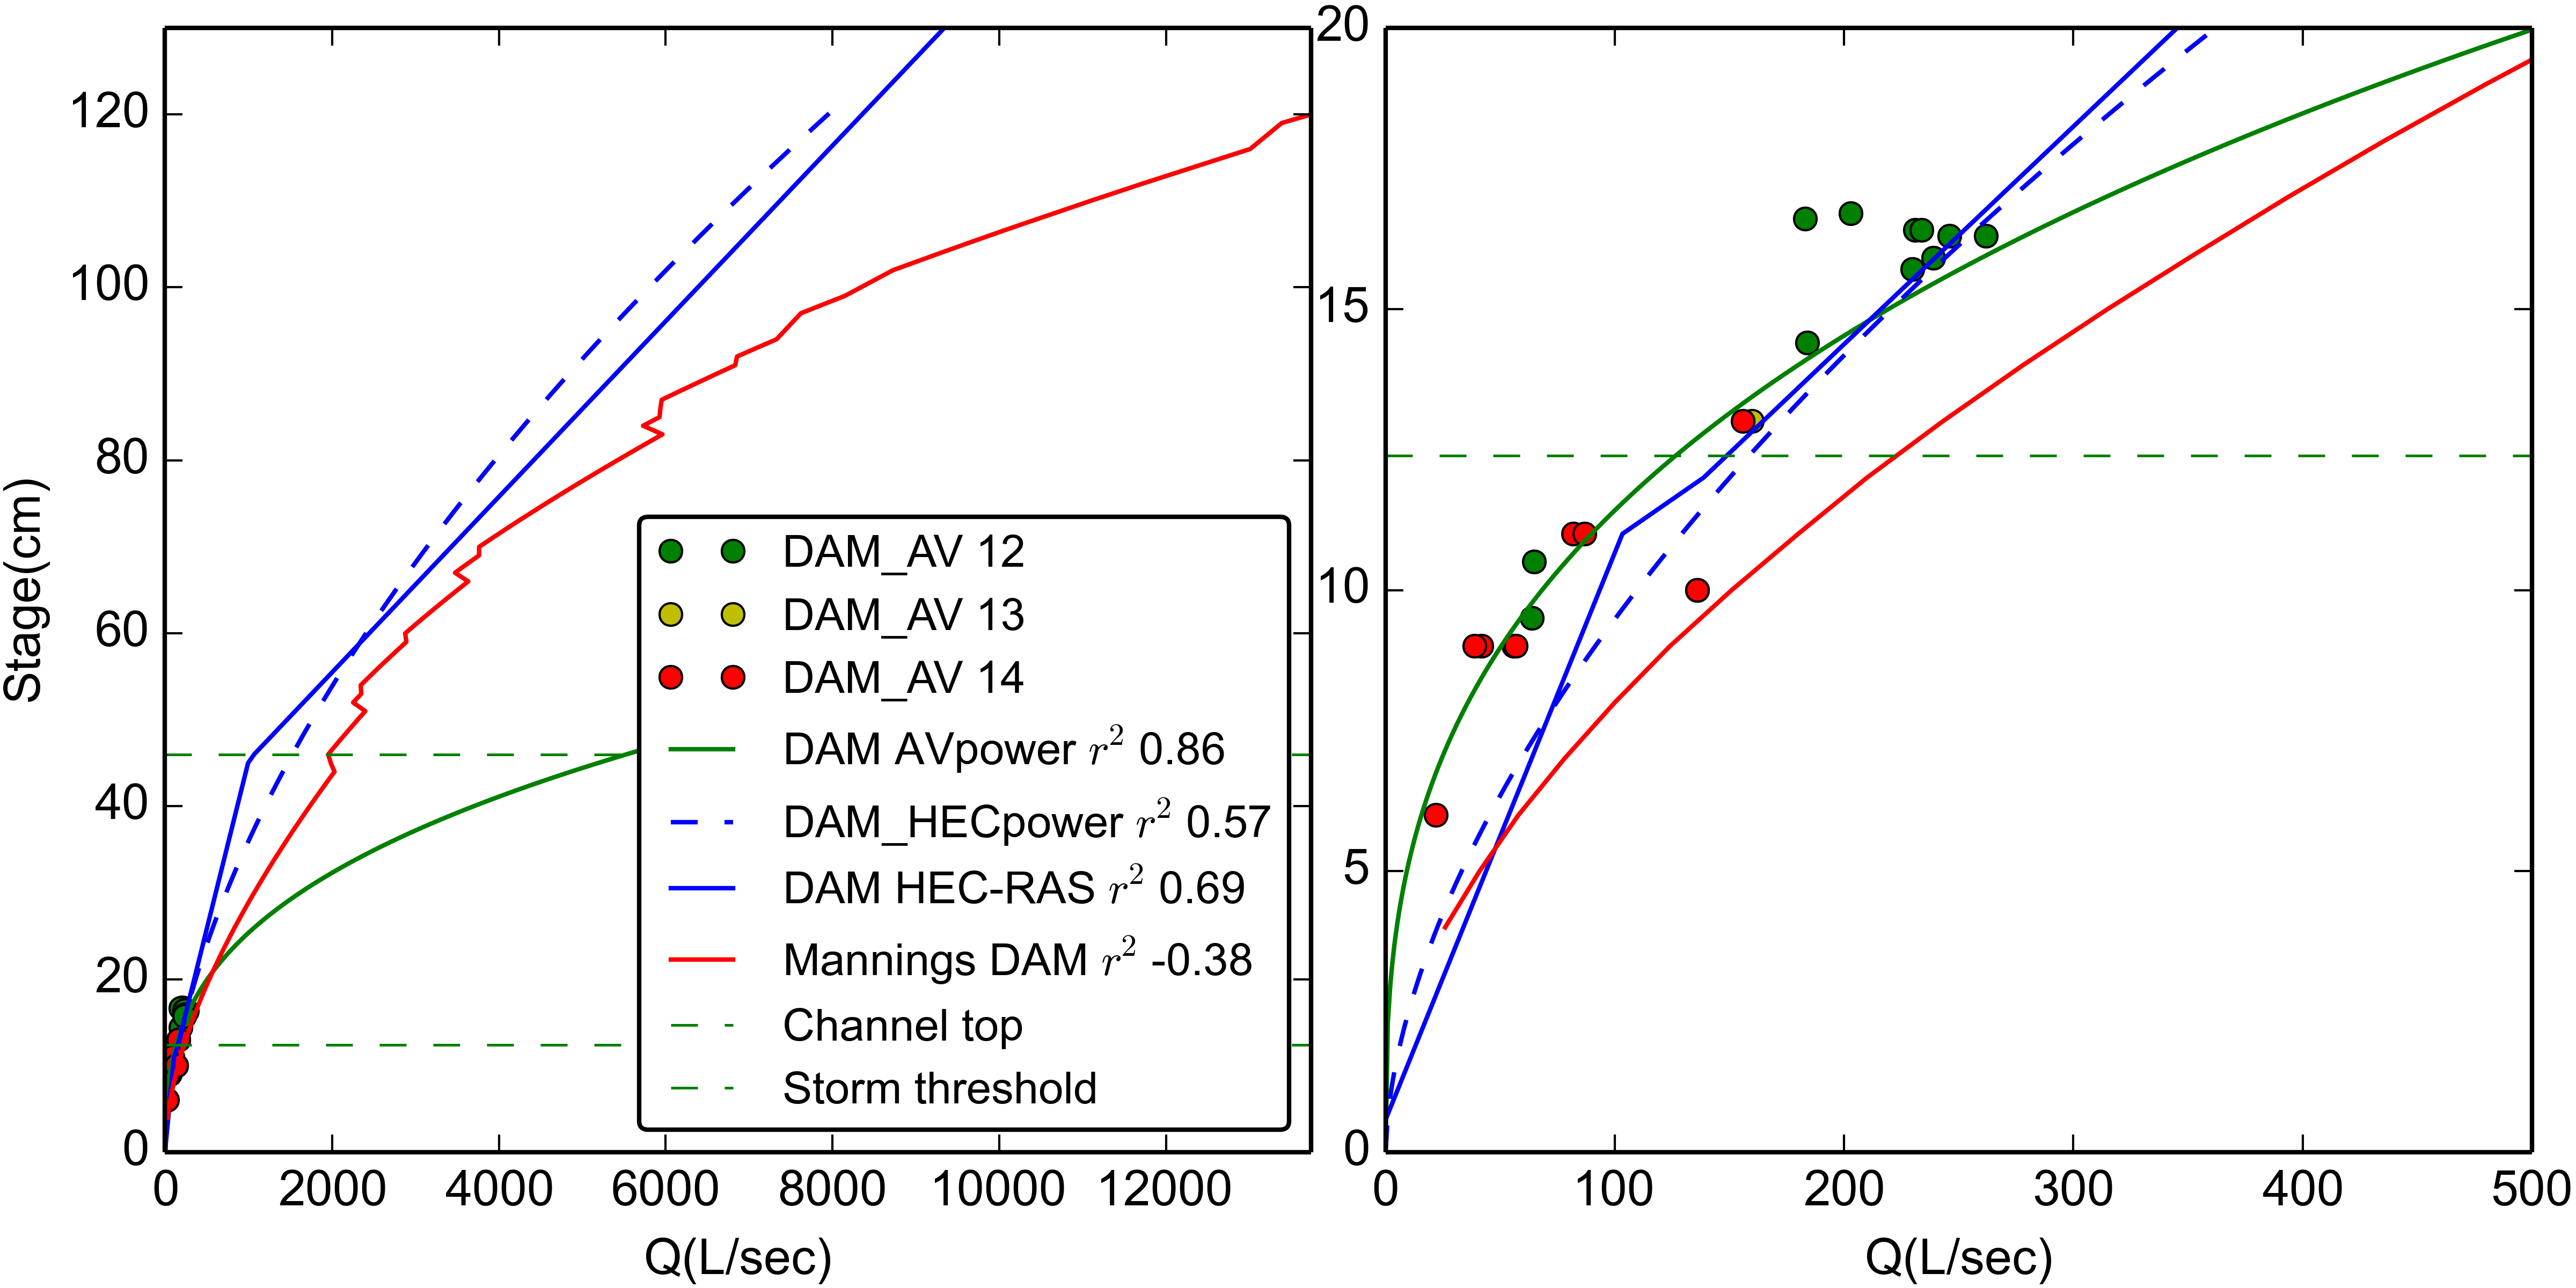 Stage(cm)
120
100
80
60
40
20
0
0 2000 4000 6000 8000 10000 12000
Q(L/sec)
DAM_AV 12
DAM_AV 13
DAM_AV 14
DAM AVpower r² 0.86
DAM_HECpower r² 0.57
DAM HEC-RAS r² 0.69
Mannings DAM r² -0.38
Channel top
Storm threshold
20
15
10
5
0
0 100 200 300 400 500
Q(L/sec)